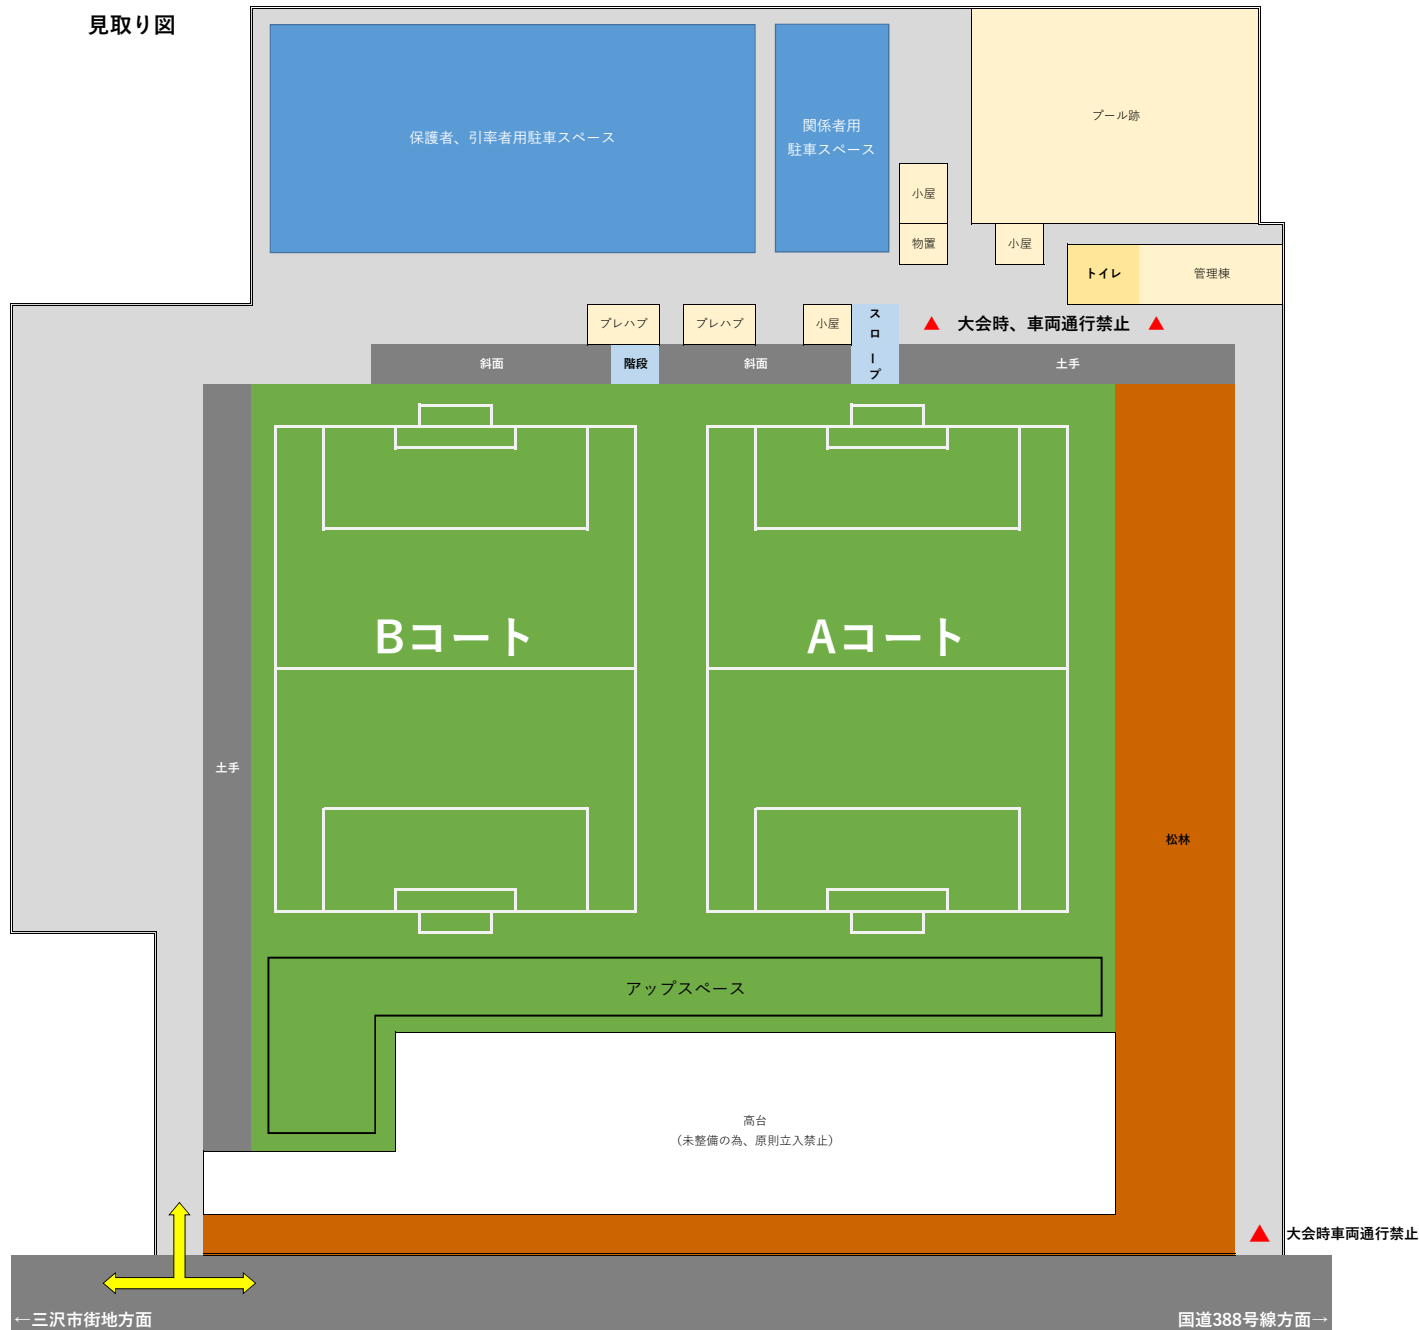 見取り図
保護者、引率者用駐車スペース
関係者用
駐車スペース
プール跡
小屋
物置
小屋
トイレ
管理棟
プレハブ
プレハブ
小屋
スロープ
▲ 大会時、車両通行禁止 ▲
斜面
階段
斜面
土手
Bコート
Aコート
土手
松林
アップスペース
高台
（未整備の為、原則立入禁止）
▲ 大会時車両通行禁止
←三沢市街地方面
国道388号線方面→